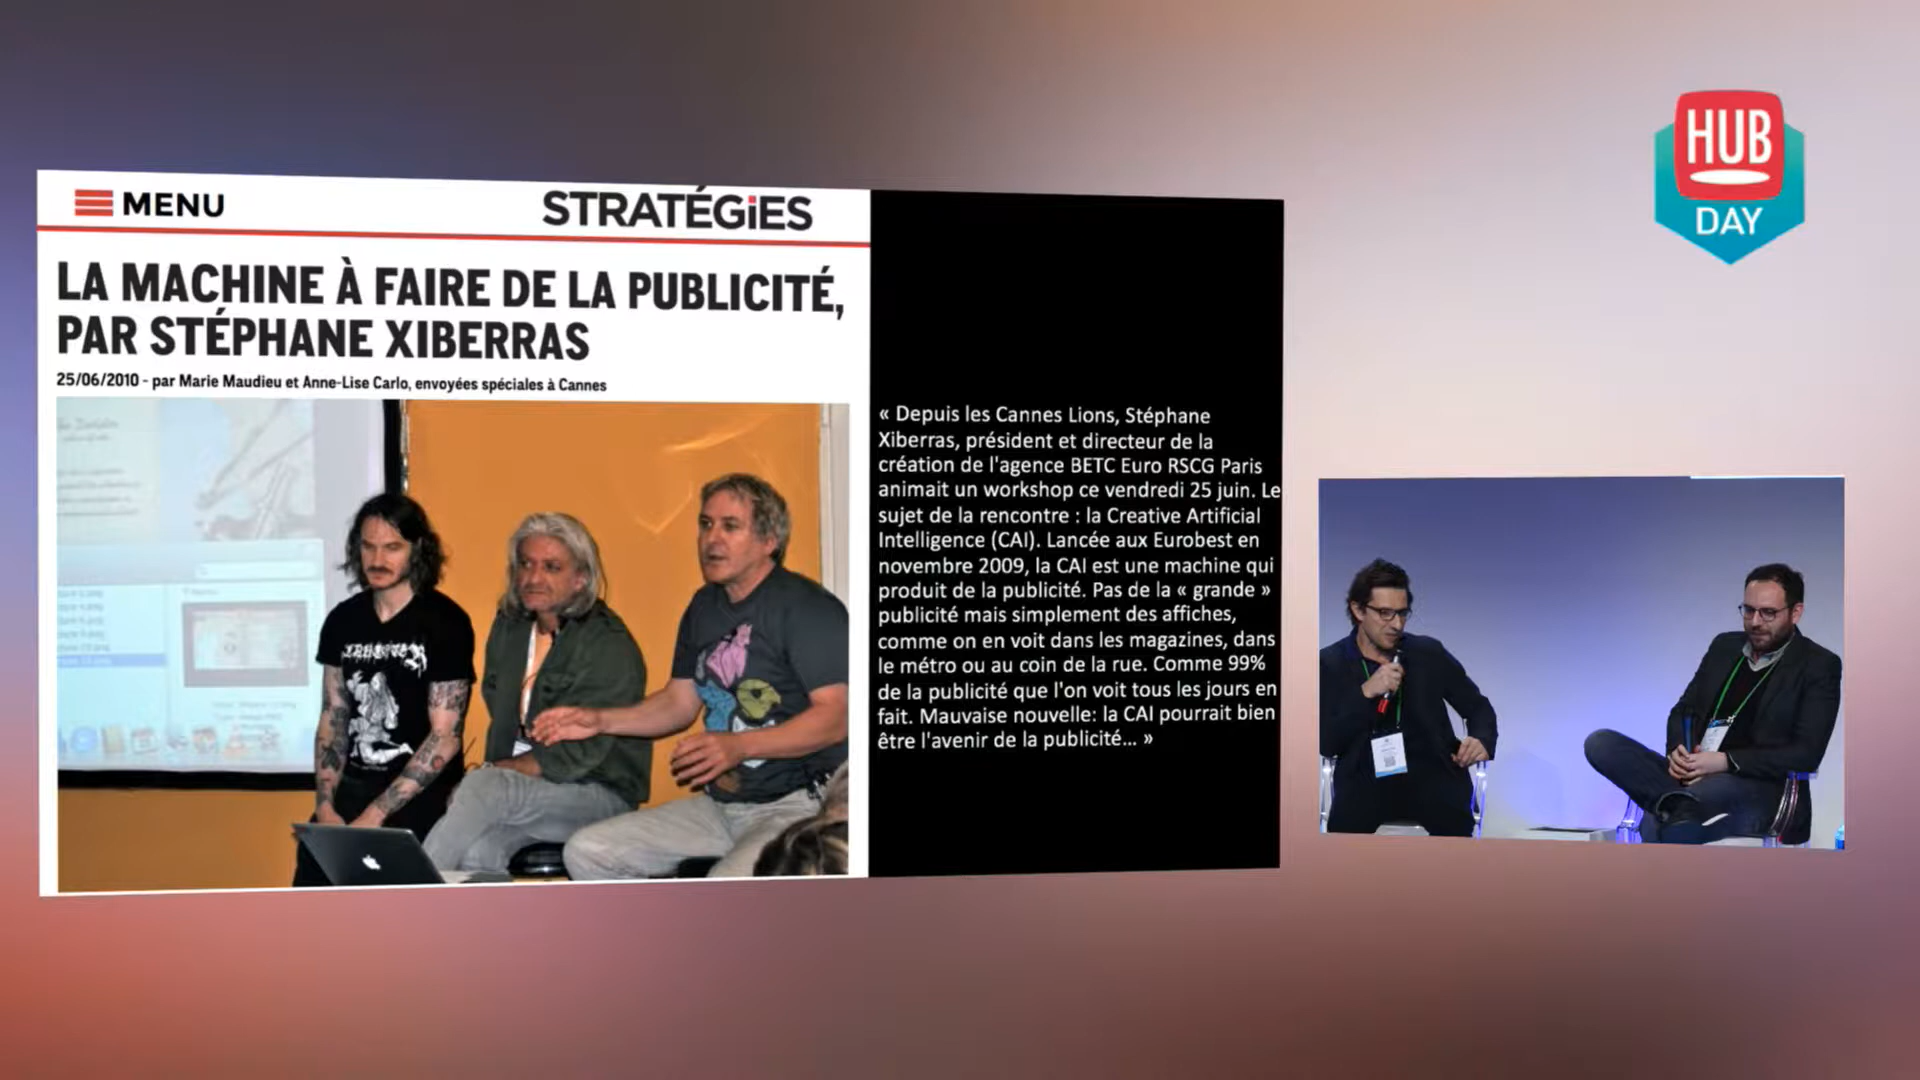 MENU
STRATÉGiES
LA MACHINE À FAIRE DE LA PUBLICITÉ,
PAR STÉPHANE XIBERRAS
25/06/2010 - par Marie Maudieu et Anne-Lise Carlo, envoyées spéciales à Cannes
« Depuis les Cannes Lions, Stéphane
Xiberras, président et directeur de la
création de l'agence BETC Euro RSCG Paris
animait un workshop ce vendredi 25 juin. Le
sujet de la rencontre : la Creative Artificial
Intelligence (CAI). Lancée aux Eurobest en
novembre 2009, la CAI est une machine qui
produit de la publicité. Pas de la « grande »
publicité mais simplement des affiches,
comme on en voit dans les magazines, dans
le métro ou au coin de la rue. Comme 99%
de la publicité que l'on voit tous les jours en
fait. Mauvaise nouvelle: la CAI pourrait bien
être l'avenir de la publicité... »
HUB
DAY